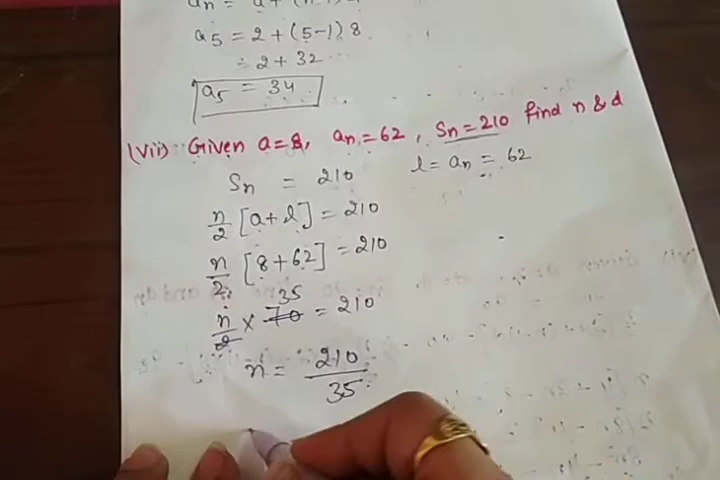 a₅ = 2 + (5-1) 8
= 2 + 32
a₅ = 34
(vii) Given a=8, aₙ=62, Sₙ=210 find n & d
Sₙ = 210 l = aₙ = 62
n/2 [a+l] = 210
n/2 [8+62] = 210
35
n/2 × 70 = 210
n = 210/35